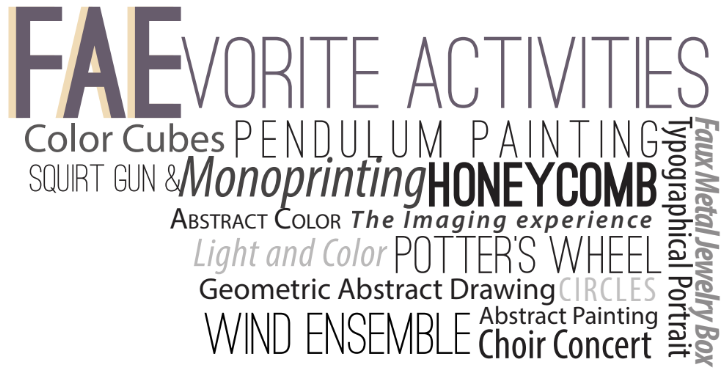 FAEVORITE ACTIVITIES
Color Cubes PENDULUM PAINTING
SQUIRT GUN & Monoprinting HONEYCOMB
ABSTRACT COLOR The Imaging experience
Light and Color POTTER'S WHEEL
Geometric Abstract Drawing CIRCLES
WIND ENSEMBLE Abstract Painting
Choir Concert
Typographical Portrait
Faux Metal Jewelry Box